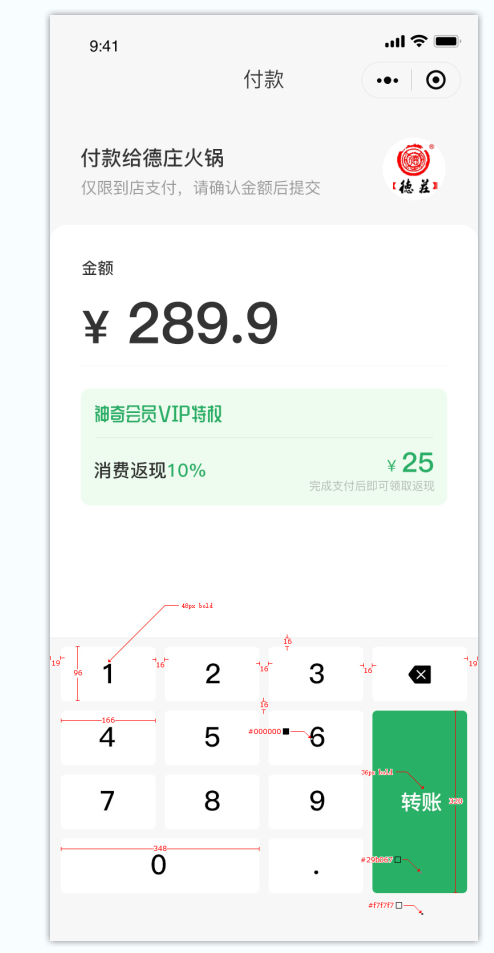 9:41
付款
付款给德庄火锅
仅限到店支付，请确认金额后提交
德庄
金额
¥ 289.9
神奇会员VIP特权
消费返现10%
¥ 25
完成支付后即可领取返现
48px bold
16
19
96
16
16
16
19
1
2
3
166
16
#000000
4
5
6
36px bold
7
8
9
转账
348
#f7f7f7
0
.